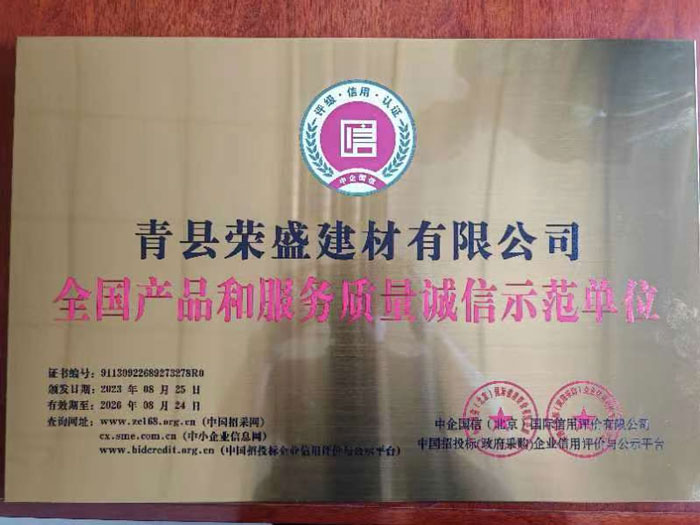 评级·信用·认证
信
中企国信
青县荣盛建材有限公司
全国产品和服务质量诚信示范单位
证书编号：91130922689273278R0
颁发日期：2023 年 08 月 25 日
有效期至：2026 年 08 月 24 日
查询网址：www.zcl68.org.cn（中国招采网）
cx.sme.com.cn（中小企业信息网）
www.bidcredit.org.cn（中国招投标企业信用评价与公示平台）
中企国信（北京）国际信用评价有限公司
中国招投标(政府采购)企业信用评价与公示平台